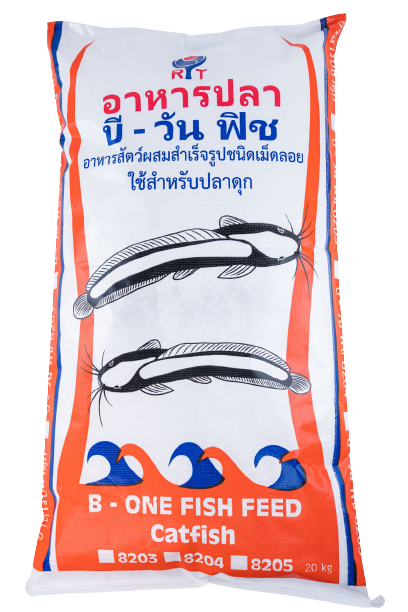 RYT
อาหารปลา
บี - วัน ฟิช
อาหารสัตว์ผสมสำเร็จรูปชนิดเม็ดลอย
ใช้สำหรับปลาดุก
B - ONE FISH FEED
Catfish
8203 8204 8205 20 kg